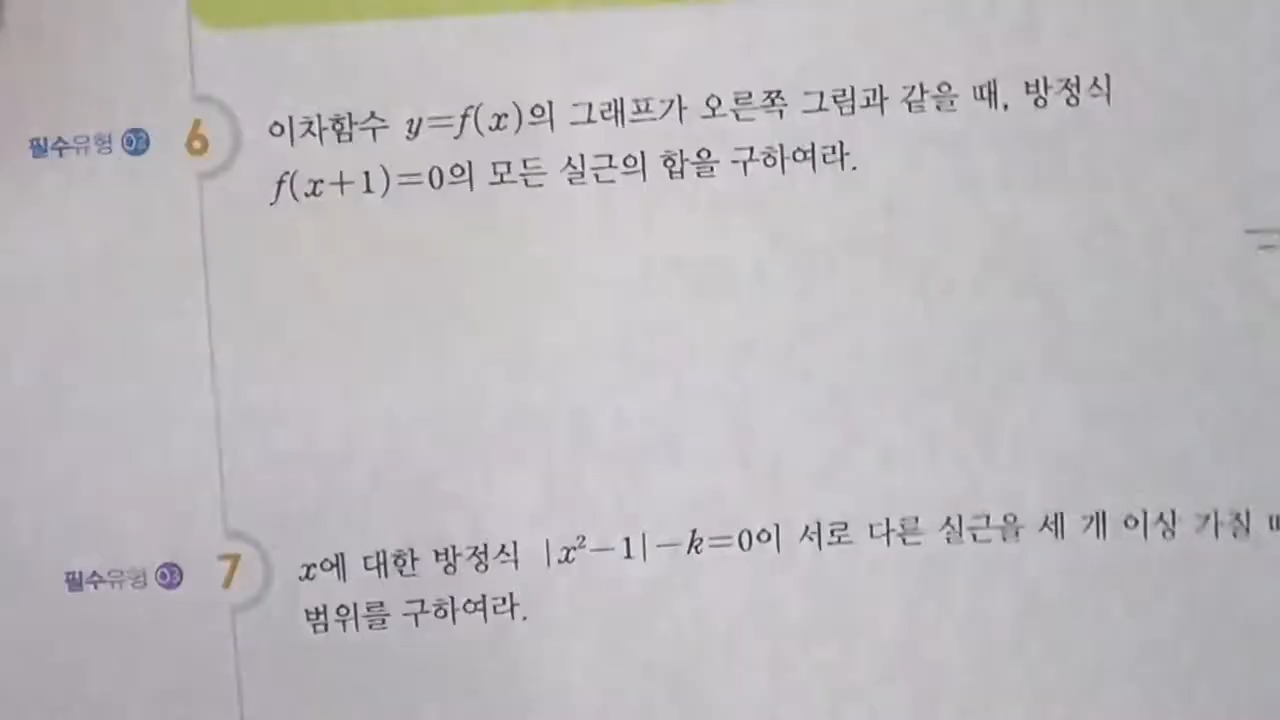 필수유형 02 6 이차함수 y=f(x)의 그래프가 오른쪽 그림과 같을 때, 방정식
f(x+1)=0의 모든 실근의 합을 구하여라.
필수유형 03 7 x에 대한 방정식 |x²-1|-k=0이 서로 다른 실근을 세 개 이상 가질
범위를 구하여라.